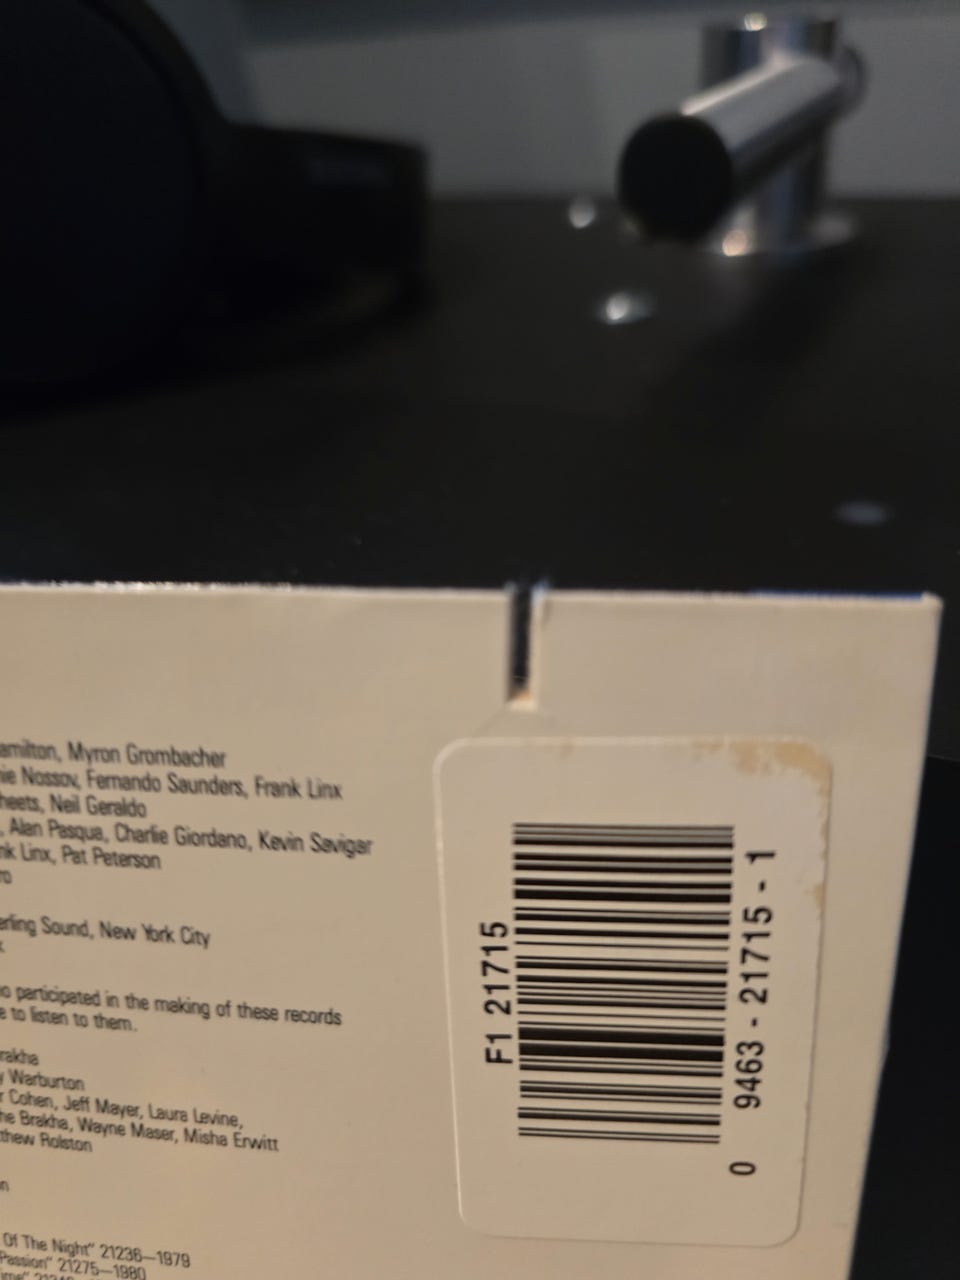 amilton, Myron Grombacher
ie Nossov, Fernando Saunders, Frank Linx
heets, Neil Geraldo
, Alan Pasqua, Charlie Giordano, Kevin Savigar
nk Linx, Pat Peterson
ro
erling Sound, New York City
k
o participated in the making of these records
e to listen to them.
rakha
y Warburton
r Cohen, Jeff Mayer, Laura Levine,
he Brakha, Wayne Maser, Misha Erwitt
tthew Rolston
n
Of The Night" 21236—1979
Passion" 21275—1980
F1 21715
0 9463 - 21715 - 1